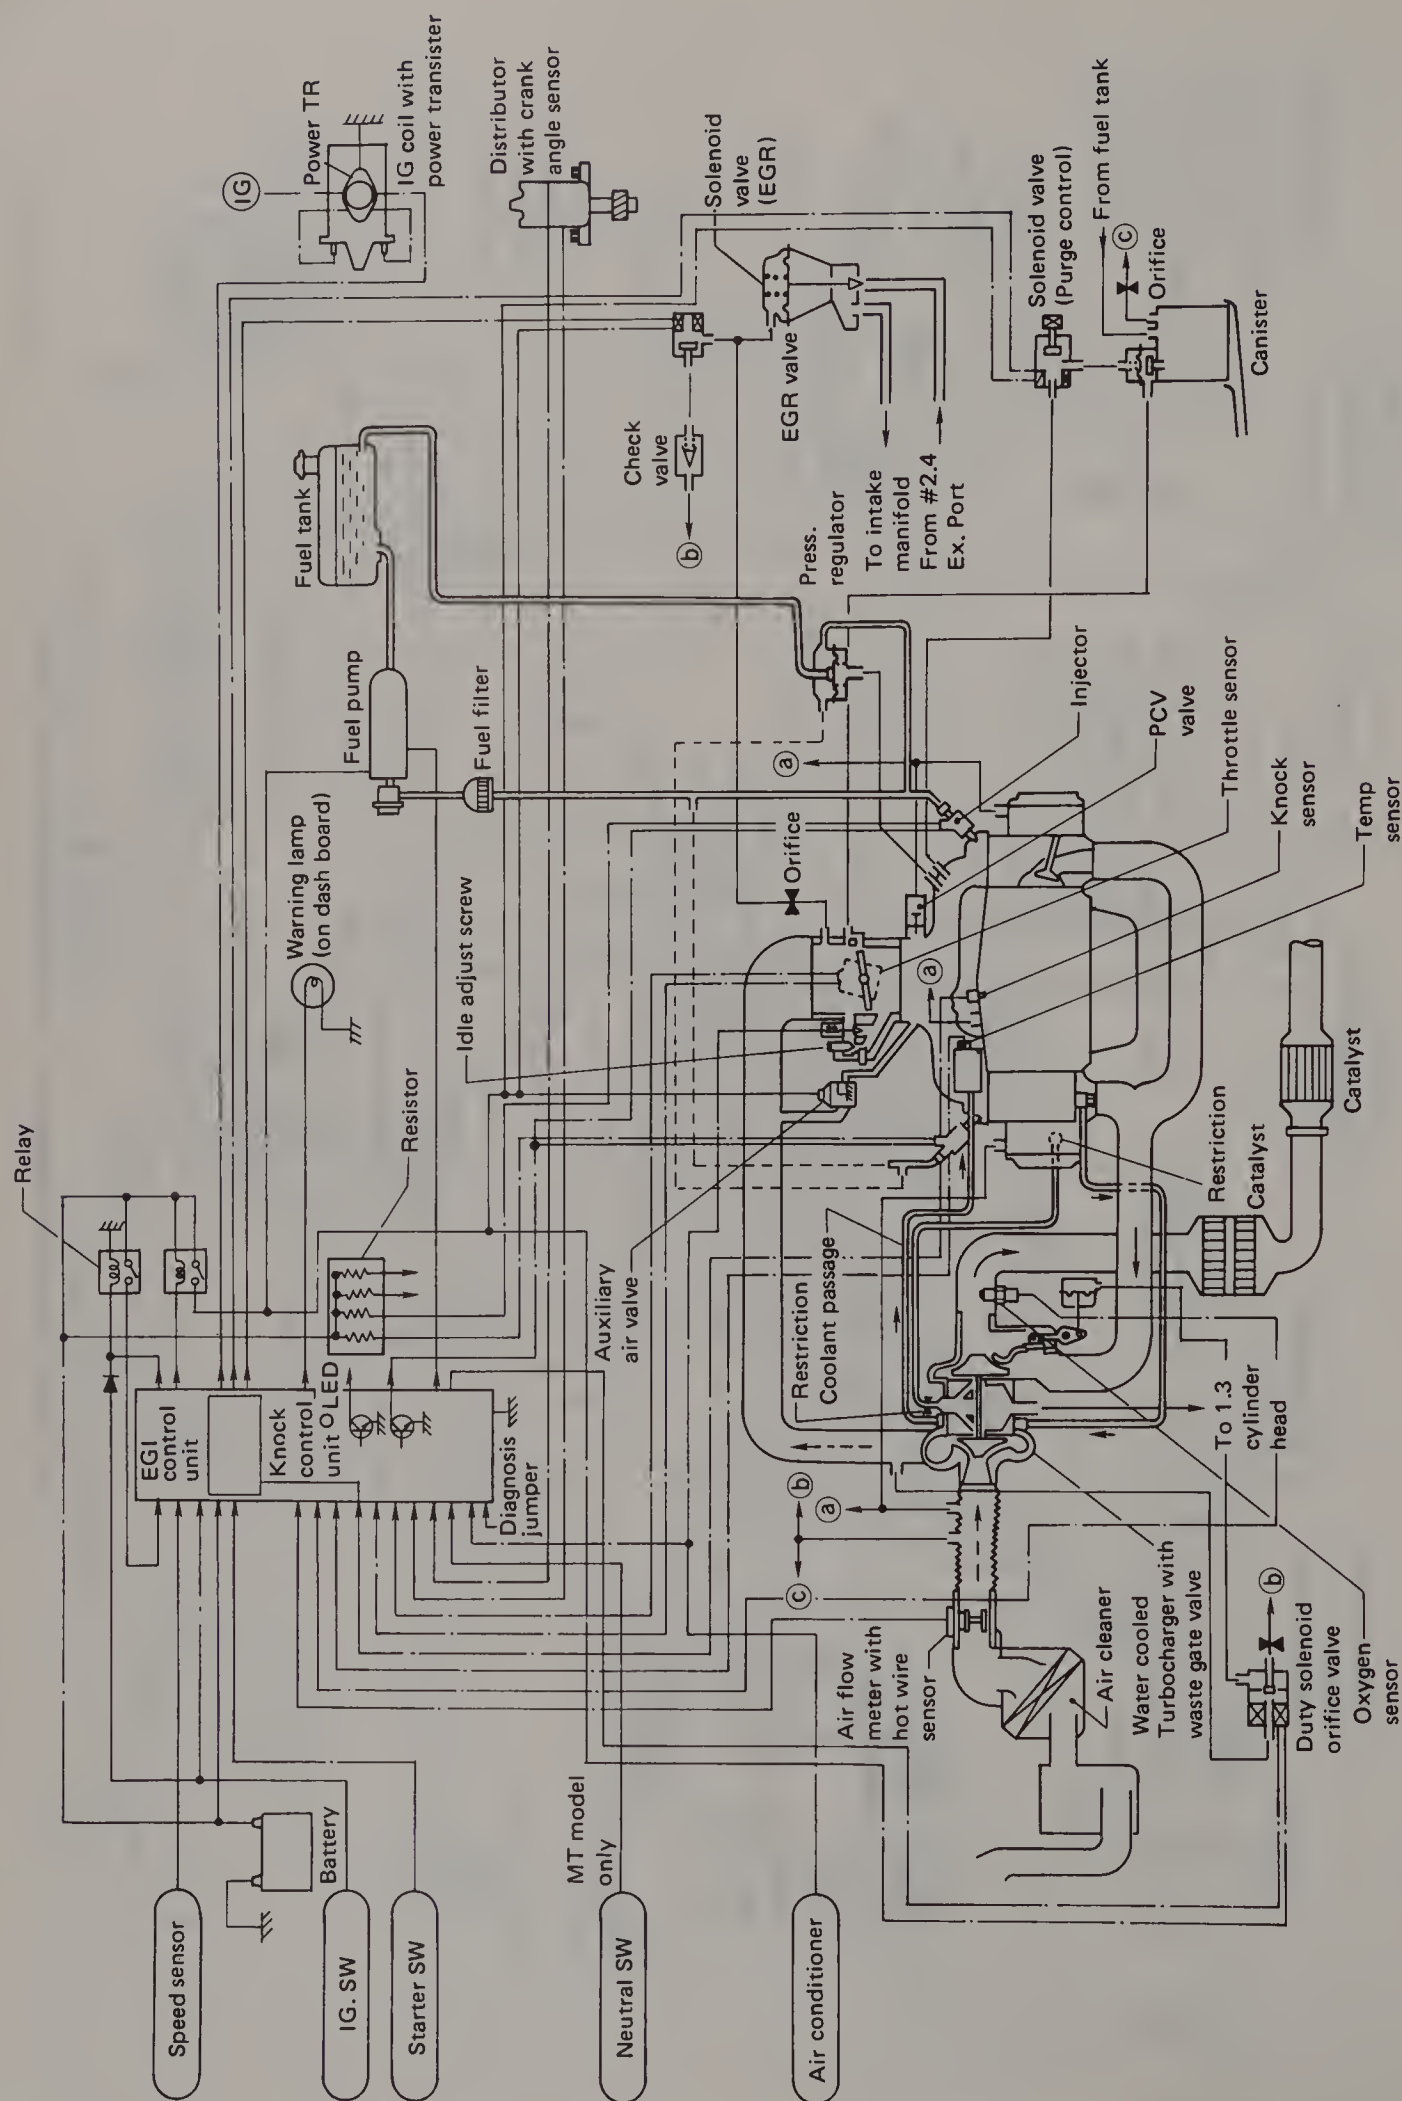 Relay
Battery
Speed sensor
IG. SW
Starter SW
MT model
only
Neutral SW
Air conditioner
EGI
control
unit
Knock
control
unit
LED
Diagnosis
jumper
Resistor
Warning lamp
(on dash board)
Idle adjust screw
Fuel pump
Fuel filter
Fuel tank
IG
Power TR
IG coil with
power transister
Distributor
with crank
angle sensor
Solenoid
valve
(EGR)
Check
valve
b
EGR valve
Press.
regulator
To intake
manifold
From #2.4
Ex. Port
Solenoid valve
(Purge control)
From fuel tank
c
Orifice
Canister
a
Orifice
a
Injector
PCV
valve
Throttle sensor
Knock
sensor
Temp
sensor
Auxiliary
air valve
Restriction
Coolant passage
Restriction
Catalyst
Catalyst
To 1.3
cylinder
head
b
a
c
Air flow
meter with
hot wire
sensor
Air cleaner
Water cooled
Turbocharger with
waste gate valve
b
Duty solenoid
orifice valve
Oxygen
sensor